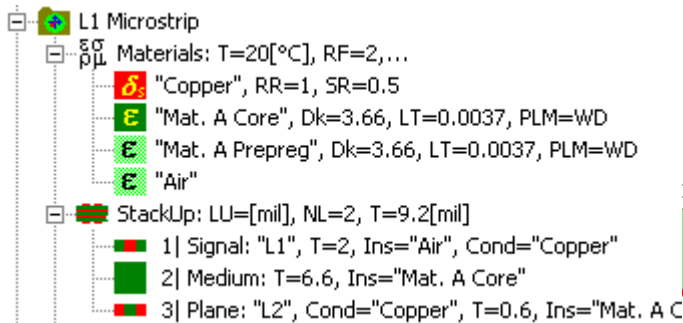 L1 Microstrip
εσ
ρμ Materials: T=20[°C], RF=2,...
δs "Copper", RR=1, SR=0.5
ε "Mat. A Core", Dk=3.66, LT=0.0037, PLM=WD
ε "Mat. A Prepreg", Dk=3.66, LT=0.0037, PLM=WD
ε "Air"
StackUp: LU=[mil], NL=2, T=9.2[mil]
1| Signal: "L1", T=2, Ins="Air", Cond="Copper"
2| Medium: T=6.6, Ins="Mat. A Core"
3| Plane: "L2", Cond="Copper", T=0.6, Ins="Mat. A C